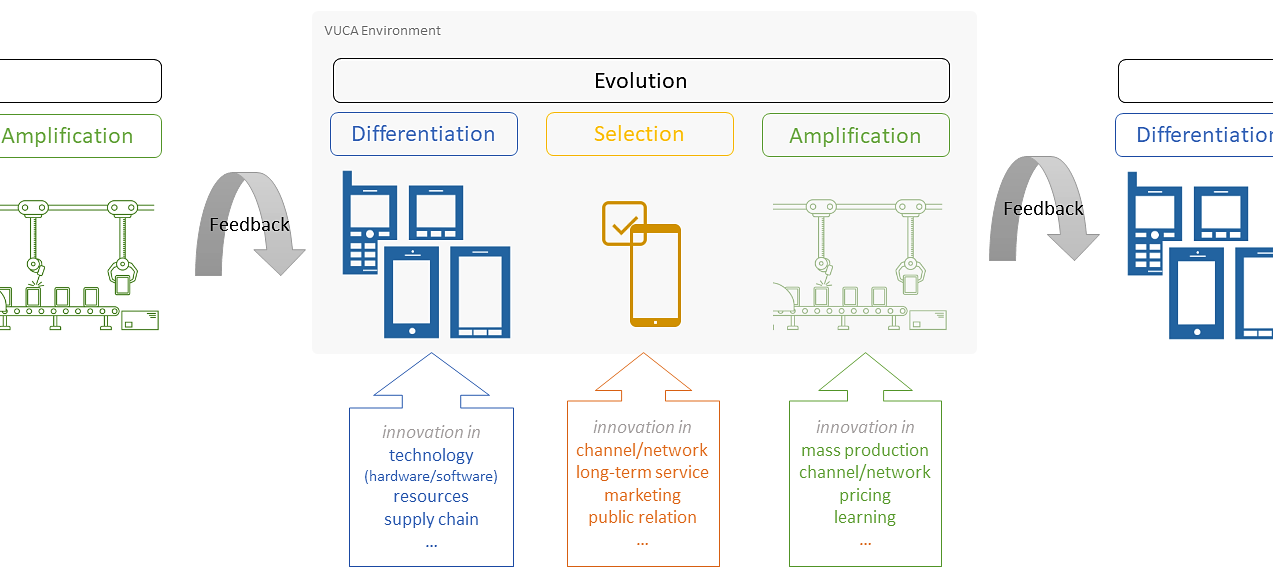 VUCA Environment
Evolution
Amplification
Differentiation
Selection
Amplification
Differentiation
Feedback
Feedback
innovation in
technology
(hardware/software)
resources
supply chain
...
innovation in
channel/network
long-term service
marketing
public relation
...
innovation in
mass production
channel/network
pricing
learning
...